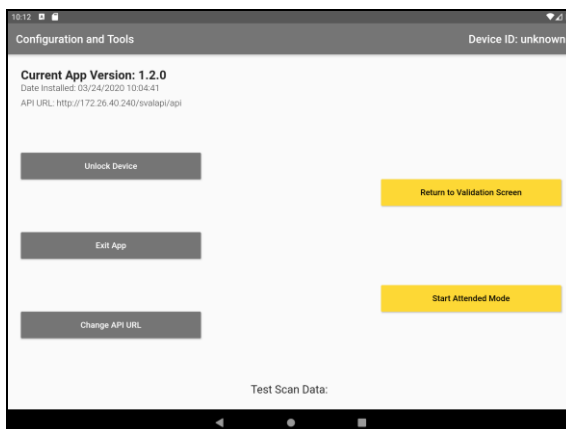 10:12
Configuration and Tools
Device ID: unknown
Current App Version: 1.2.0
Date Installed: 03/24/2020 10:04:41
API URL: http://172.26.40.240/svalapi/api
Unlock Device
Return to Validation Screen
Exit App
Start Attended Mode
Change API URL
Test Scan Data: